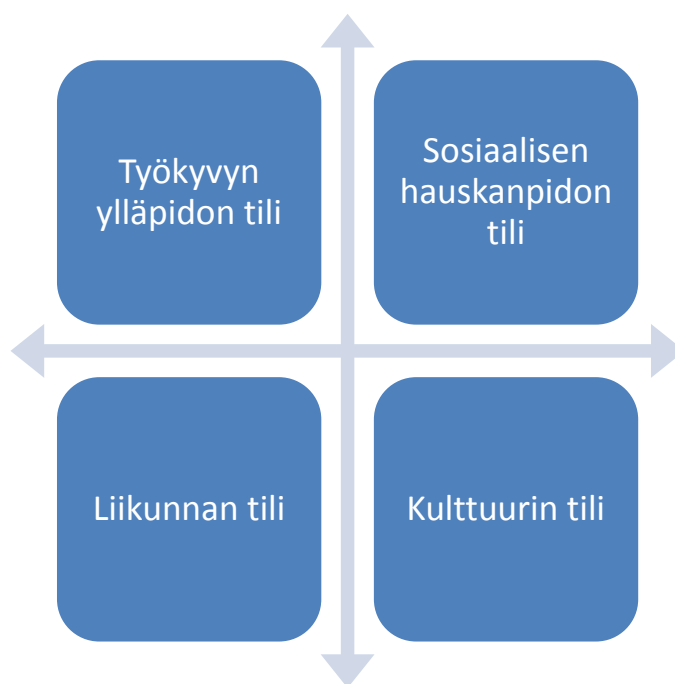 Työkyvyn
ylläpidon tili
Sosiaalisen
hauskanpidon
tili
Liikunnan tili
Kulttuurin tili